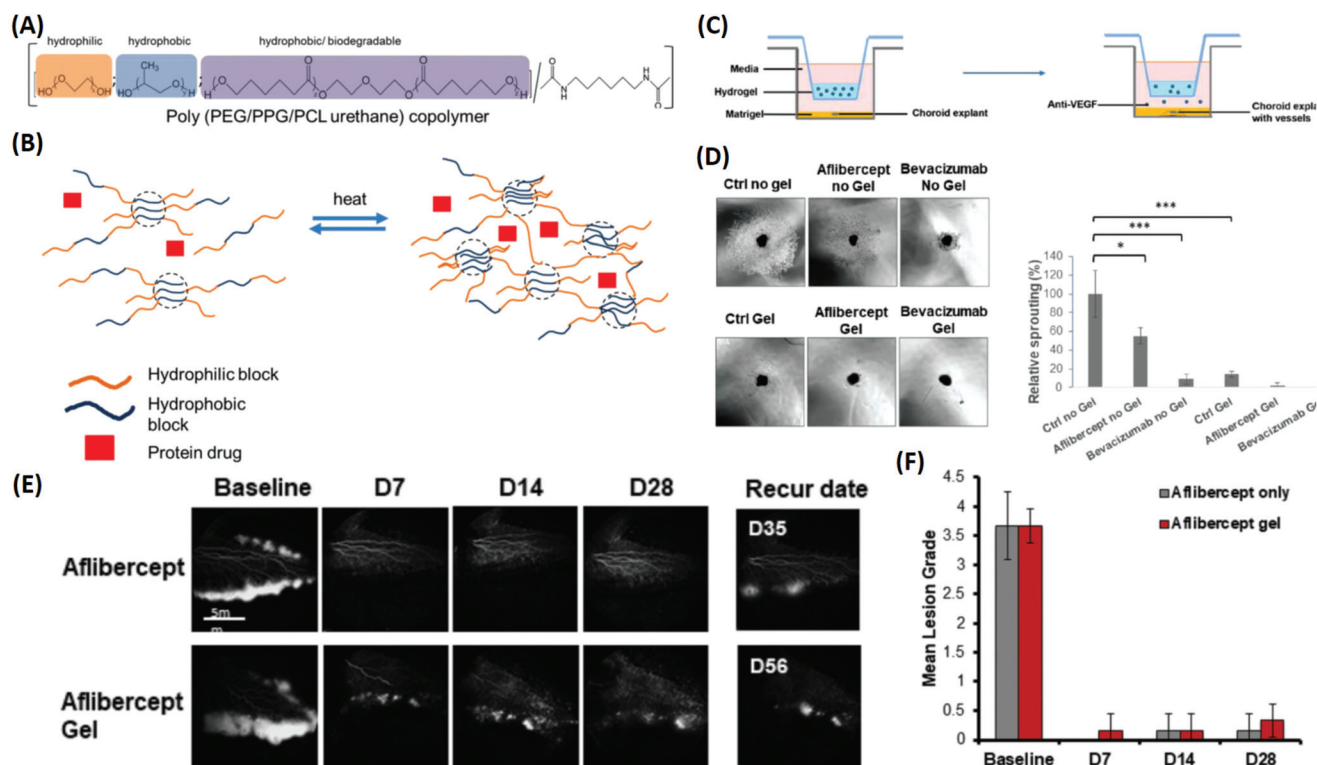 (A)
hydrophilic hydrophobic hydrophobic/ biodegradable
CH3
O O O O O O O O O O
HO OH HO H O O H N H N H O
Poly (PEG/PPG/PCL urethane) copolymer
(B)
heat
Hydrophilic block
Hydrophobic
block
Protein drug
(C)
Media
Hydrogel
Matrigel
Choroid explant
Anti-VEGF
Choroid expla
with vessels
(D)
Ctrl no gel
Aflibercept
no Gel
Bevacizumab
No Gel
Ctrl Gel
Aflibercept
Gel
Bevacizumab
Gel
***
***
*
Relative sprouting (%)
140
120
100
80
60
40
20
0
Ctrl no Gel
Aflibercept no Gel
Bevacizumab no Gel
Ctrl Gel
Aflibercept Gel
Bevacizumab Ge
(E)
Baseline D7 D14 D28 Recur date
Aflibercept
5m
m
D35
Aflibercept
Gel
D56
(F)
Mean Lesion Grade
4.5
4
3.5
3
2.5
2
1.5
1
0.5
0
Aflibercept only
Aflibercept gel
Baseline D7 D14 D28